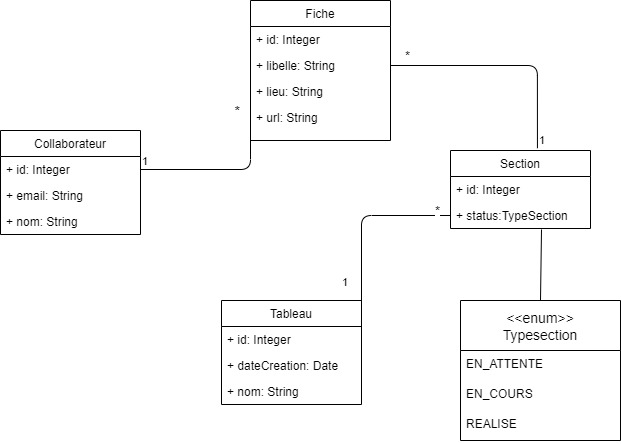 Fiche
+ id: Integer
+ libelle: String
+ lieu: String
+ url: String
*
*
Collaborateur
+ id: Integer
+ email: String
+ nom: String
1
1
Section
+ id: Integer
+ status:TypeSection
*
1
Tableau
+ id: Integer
+ dateCreation: Date
+ nom: String
<<enum>>
Typesection
EN_ATTENTE
EN_COURS
REALISE